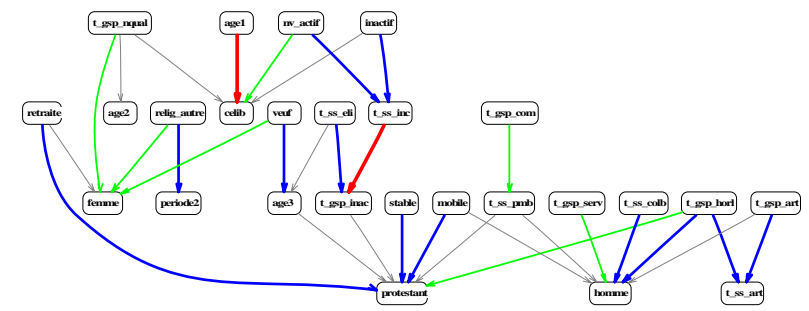 t_gsp_nqual age1 nv_actif inactif
retraite age2 relig_autre celib veuf t_ss_eli t_ss_inc t_gsp_com
femme periode2 age3 t_gsp_inac stable mobile t_ss_pmb t_gsp_serv t_ss_colb t_gsp_horl t_gsp_art
protestant homme t_ss_art